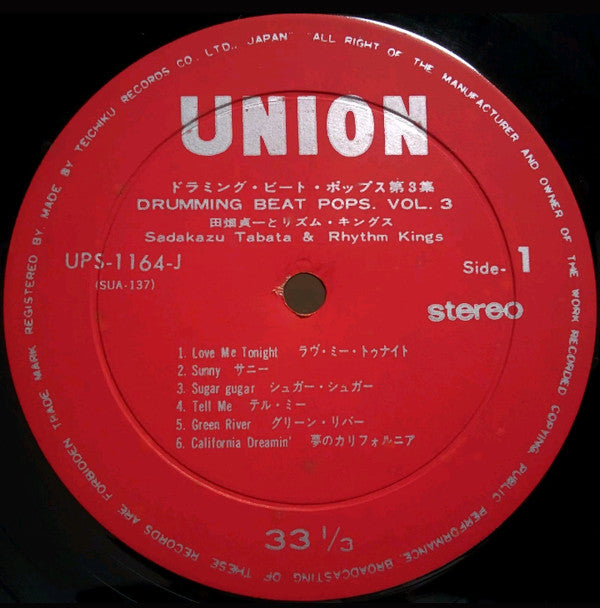 TRADE MARK REGISTERED. BY. MADE BY TEICHIKU RECORDS CO. LTD., JAPAN "ALL RIGHT OF THE MANUFACTURER AND OWNER OF THE WORK RECORDED COPYING, PUBLIC PERFORMANCE, BROADCASTING OF THESE RECORDS ARE FORBIDDEN
UNION
ドラミング・ビート・ポップス第3集
DRUMMING BEAT POPS. VOL. 3
田畑貞一とリズム・キングス
Sadakazu Tabata & Rhythm Kings
UPS-1164-J
(SUA-137)
Side-1
stereo
1. Love Me Tonight ラヴ・ミー・トゥナイト
2. Sunny サニー
3. Sugar gugar シュガー・シュガー
4. Tell Me テル・ミー
5. Green River グリーン・リバー
6. California Dreamin' 夢のカリフォルニア
33 1/3